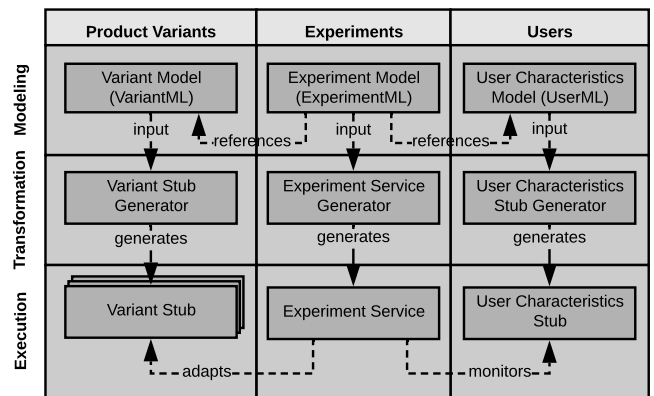 Product Variants
Experiments
Users
Modeling
Variant Model
(VariantML)
Experiment Model
(ExperimentML)
User Characteristics
Model (UserML)
input
input
input
references
references
Transformation
Variant Stub
Generator
Experiment Service
Generator
User Characteristics
Stub Generator
generates
generates
generates
Execution
Variant Stub
Experiment Service
User Characteristics
Stub
adapts
monitors